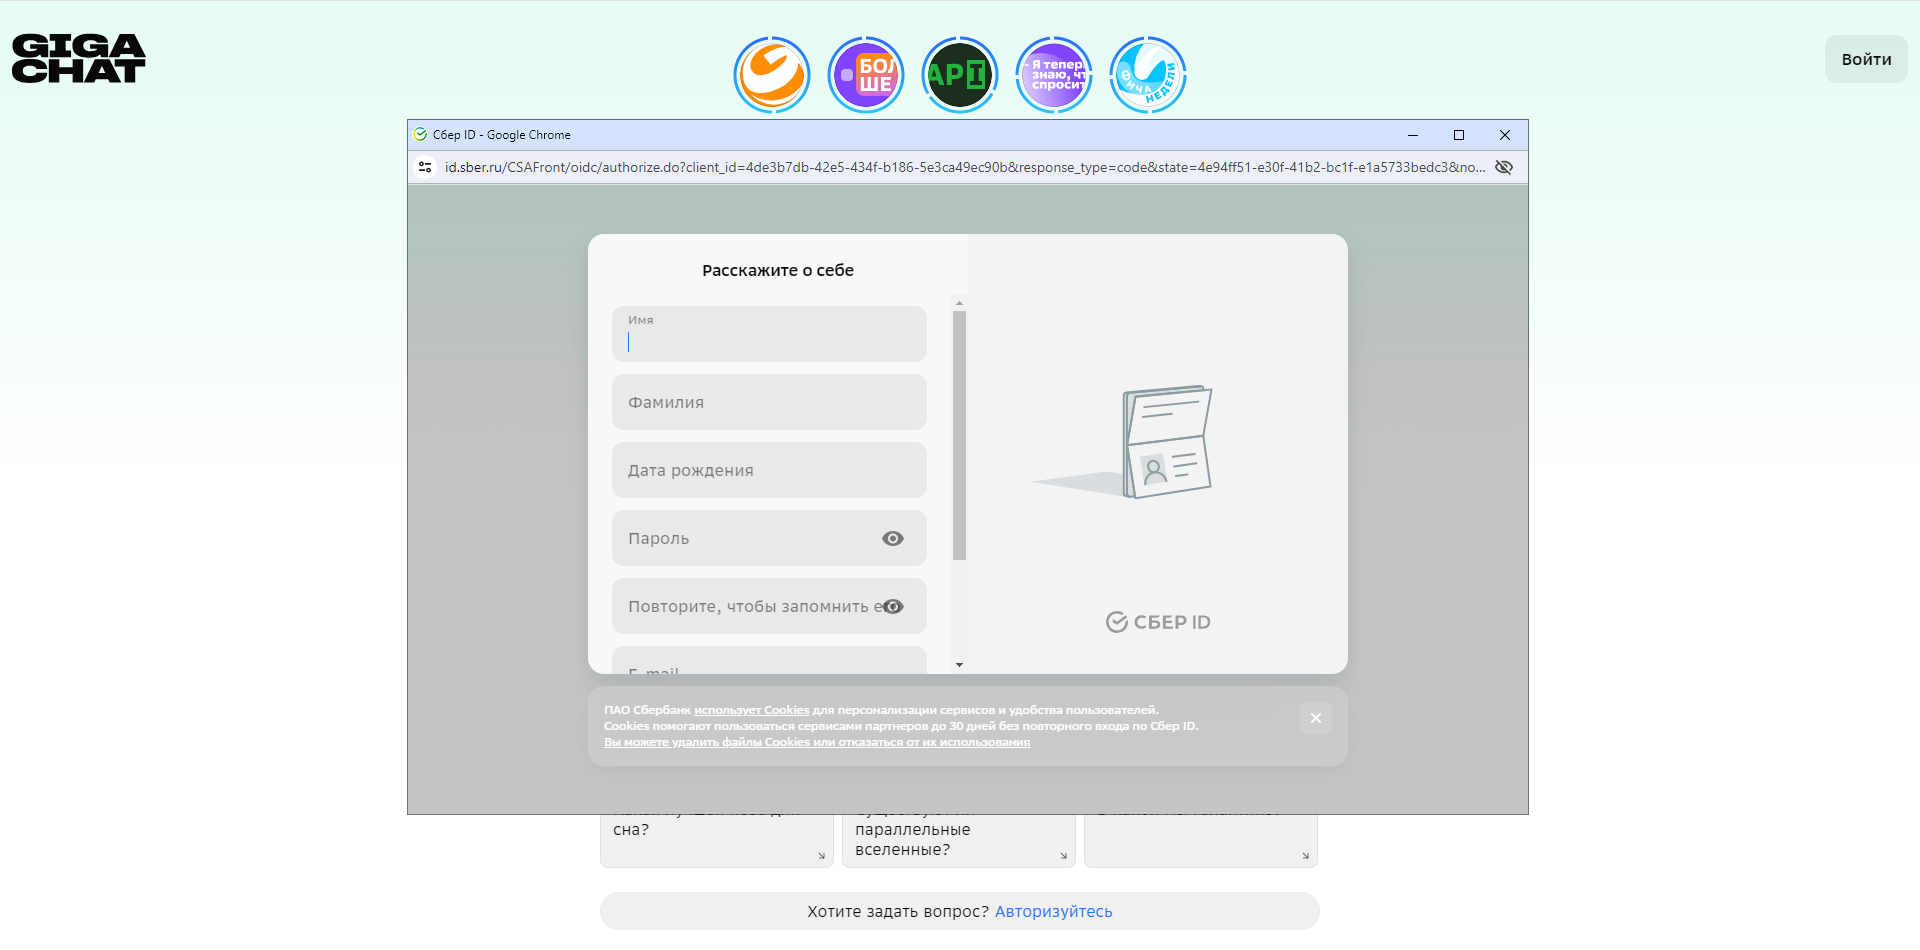 GIGA
CHAT
БОЛ
ШЕ
API
- Я теперь
знаю, чт
спросит
ВИЧА
НЕДЕЛИ
Войти
Сбер ID - Google Chrome
id.sber.ru/CSAFront/oidc/authorize.do?client_id=4de3b7db-42e5-434f-b186-5e3ca49ec90b&response_type=code&state=4e94ff51-e30f-41b2-bc1f-e1a5733bedc3&no...
Расскажите о себе
Имя
Фамилия
Дата рождения
Пароль
Повторите, чтобы запомнить
E-mail
СБЕР ID
ПАО Сбербанк использует Cookies для персонализации сервисов и удобства пользователей.
Cookies помогают пользоваться сервисами партнеров до 30 дней без повторного входа по Сбер ID.
Вы можете удалить файлы Cookies или отказаться от их использования
сна?
параллельные
вселенные?
Хотите задать вопрос? Авторизуйтесь